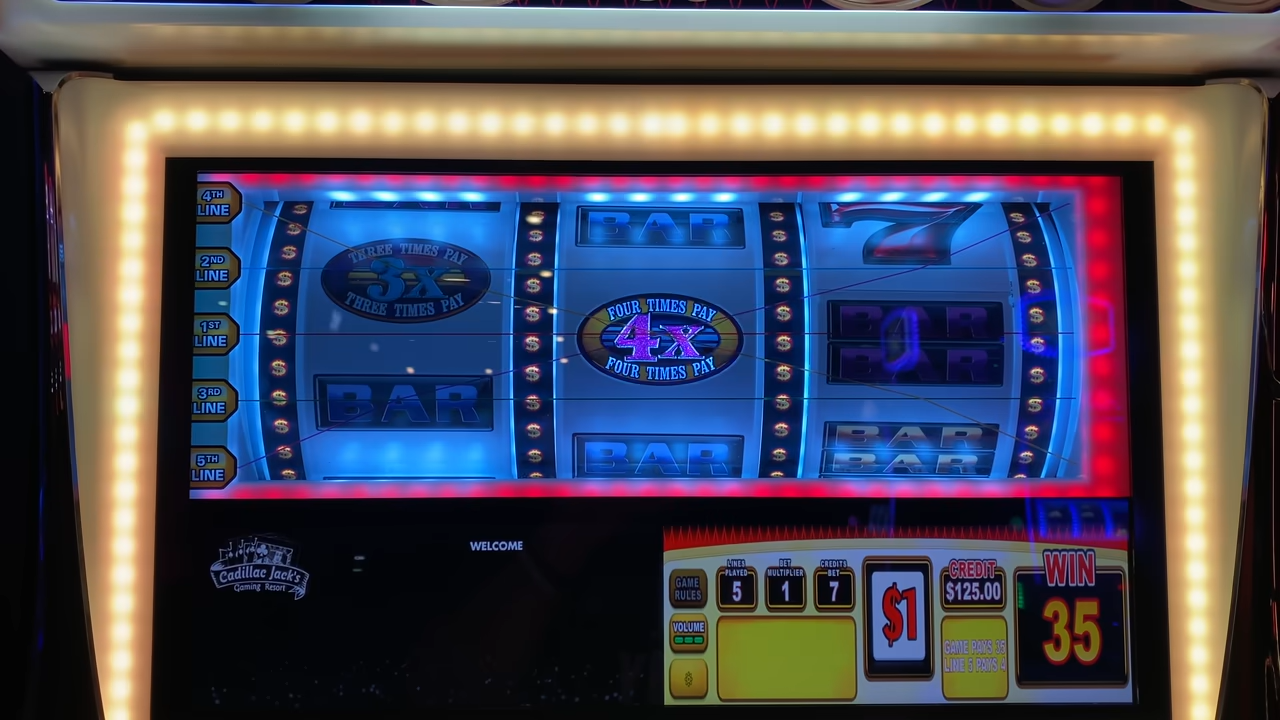 4TH
LINE
2ND
LINE
1ST
LINE
3RD
LINE
5TH
LINE
THREE TIMES PAY
3X
THREE TIMES PAY
BAR
BAR
FOUR TIMES PAY
4X
FOUR TIMES PAY
BAR
7
BAR
BAR
BAR
BAR
Cadillac Jack's
Gaming Resort
WELCOME
GAME
RULES
VOLUME
LINES
PLAYED
5
BET
MULTIPLIER
1
CREDITS
BET
7
$1
CREDIT
$125.00
GAME PAYS 35
LINE 5 PAYS 4
WIN
35